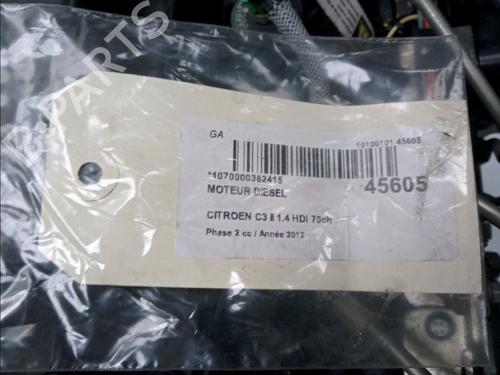 GA
10100101 45605
*1070000362415
MOTEUR DIESEL
45605
CITROEN C3 II 1.4 HDI 70ch
Phase 2 cc / Année 2012
B-PARTS